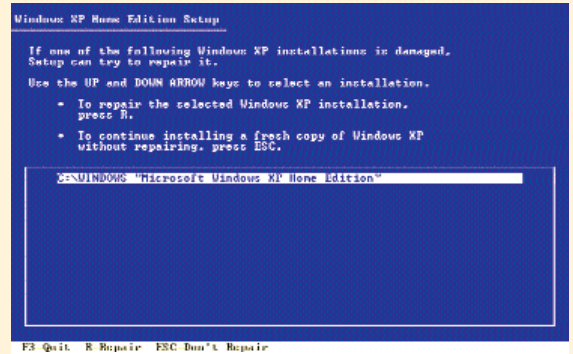 Windows XP Home Edition Setup
If one of the following Windows XP installations is damaged,
Setup can try to repair it.
Use the UP and DOWN ARROW keys to select an installation.
• To repair the selected Windows XP installation,
press R.
• To continue installing a fresh copy of Windows XP
without repairing, press ESC.
C:\WINDOWS "Microsoft Windows XP Home Edition"
F3 Quit R Repair ESC Don't Repair